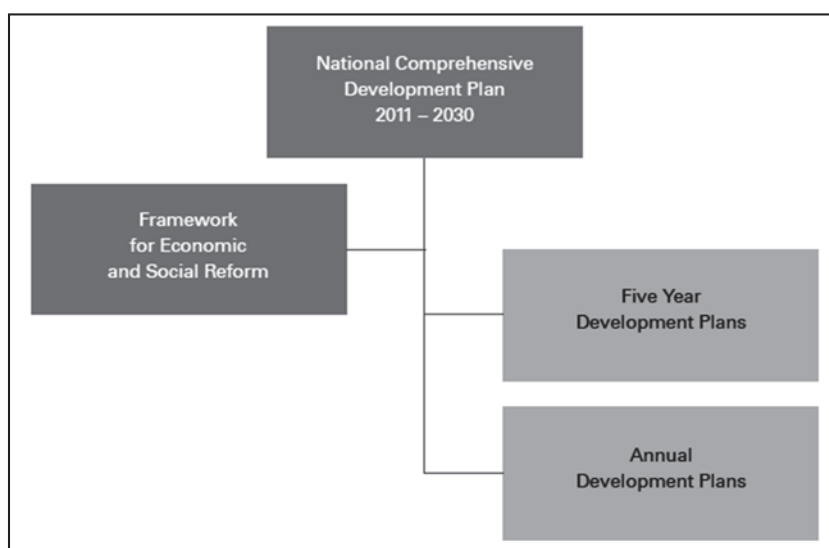 National Comprehensive
Development Plan
2011 – 2030
Framework
for Economic
and Social Reform
Five Year
Development Plans
Annual
Development Plans